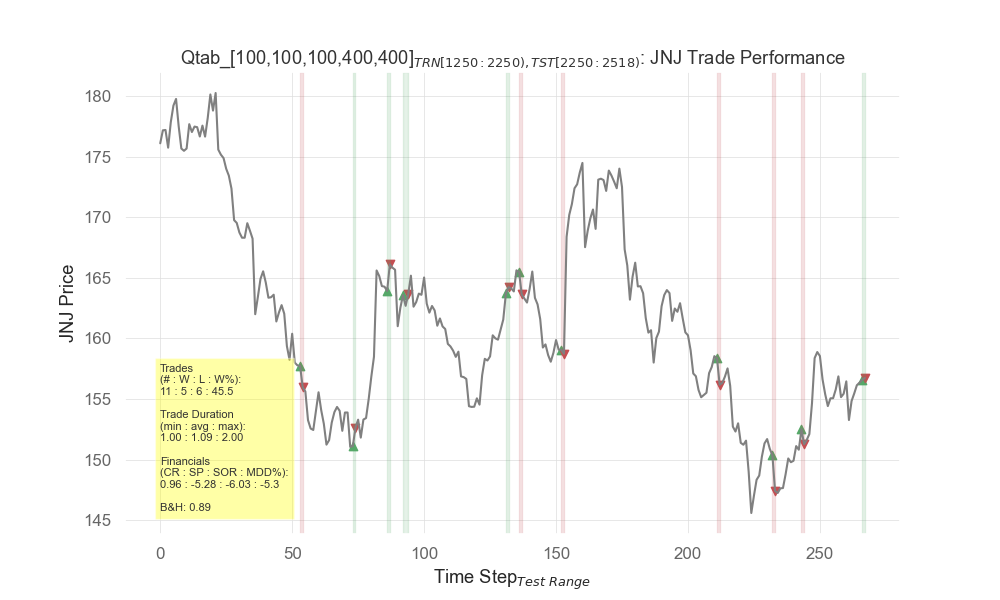 Qtab_[100,100,100,400,400]TRN[1250:2250),TST[2250:2518): JNJ Trade Performance
180
175
170
165
160
155
150
145
JNJ Price
Trades
(# : W : L : W%):
11 : 5 : 6 : 45.5
Trade Duration
(min : avg : max):
1.00 : 1.09 : 2.00
Financials
(CR : SP : SOR : MDD%):
0.96 : -5.28 : -6.03 : -5.3
B&H: 0.89
0 50 100 150 200 250
Time StepTest Range